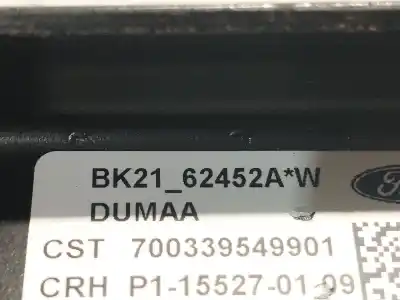 BK21_62452A*W
DUMAA
CST 700339549901
CRH P1-15527-01-09